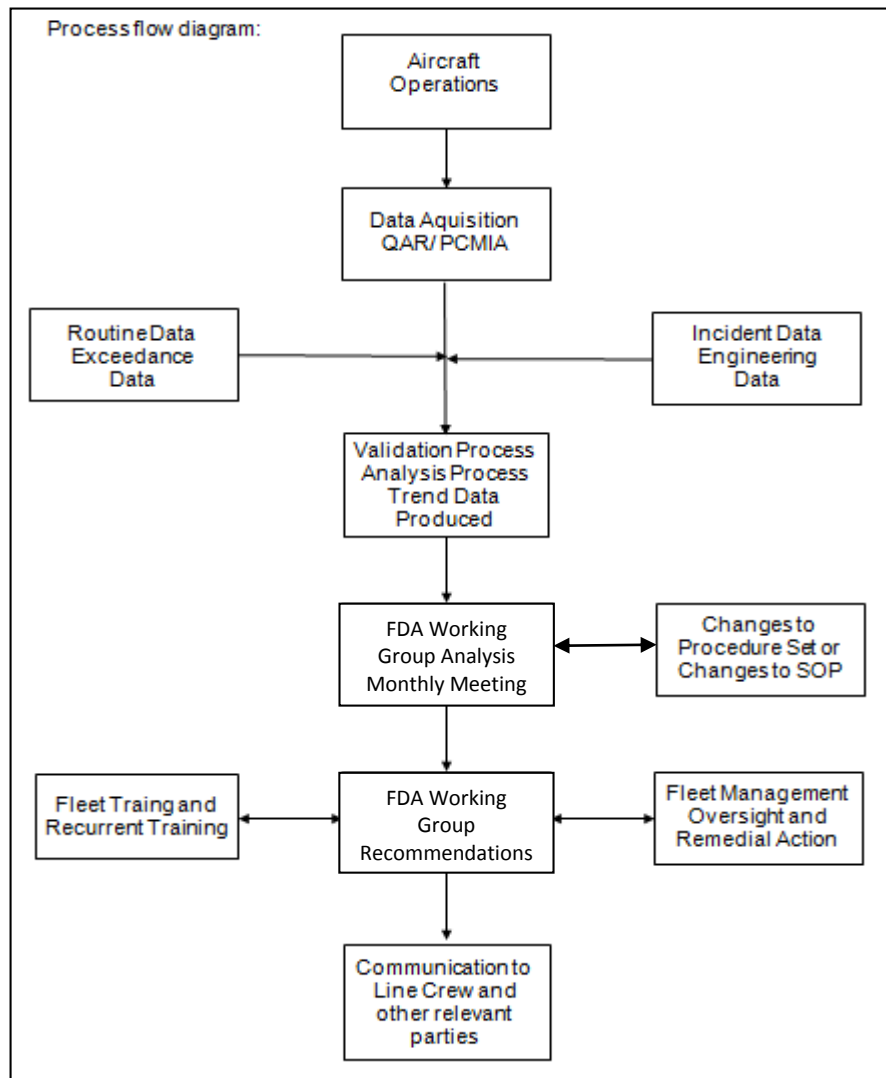 Process flow diagram:
Aircraft
Operations
Data Aquisition
QAR/ PCMIA
Routine Data
Exceedance
Data
Incident Data
Engineering
Data
Validation Process
Analysis Process
Trend Data
Produced
FDA Working
Group Analysis
Monthly Meeting
Changes to
Procedure Set or
Changes to SOP
Fleet Traing and
Recurrent Training
FDA Working
Group
Recommendations
Fleet Management
Oversight and
Remedial Action
Communication to
Line Crew and
other relevant
parties